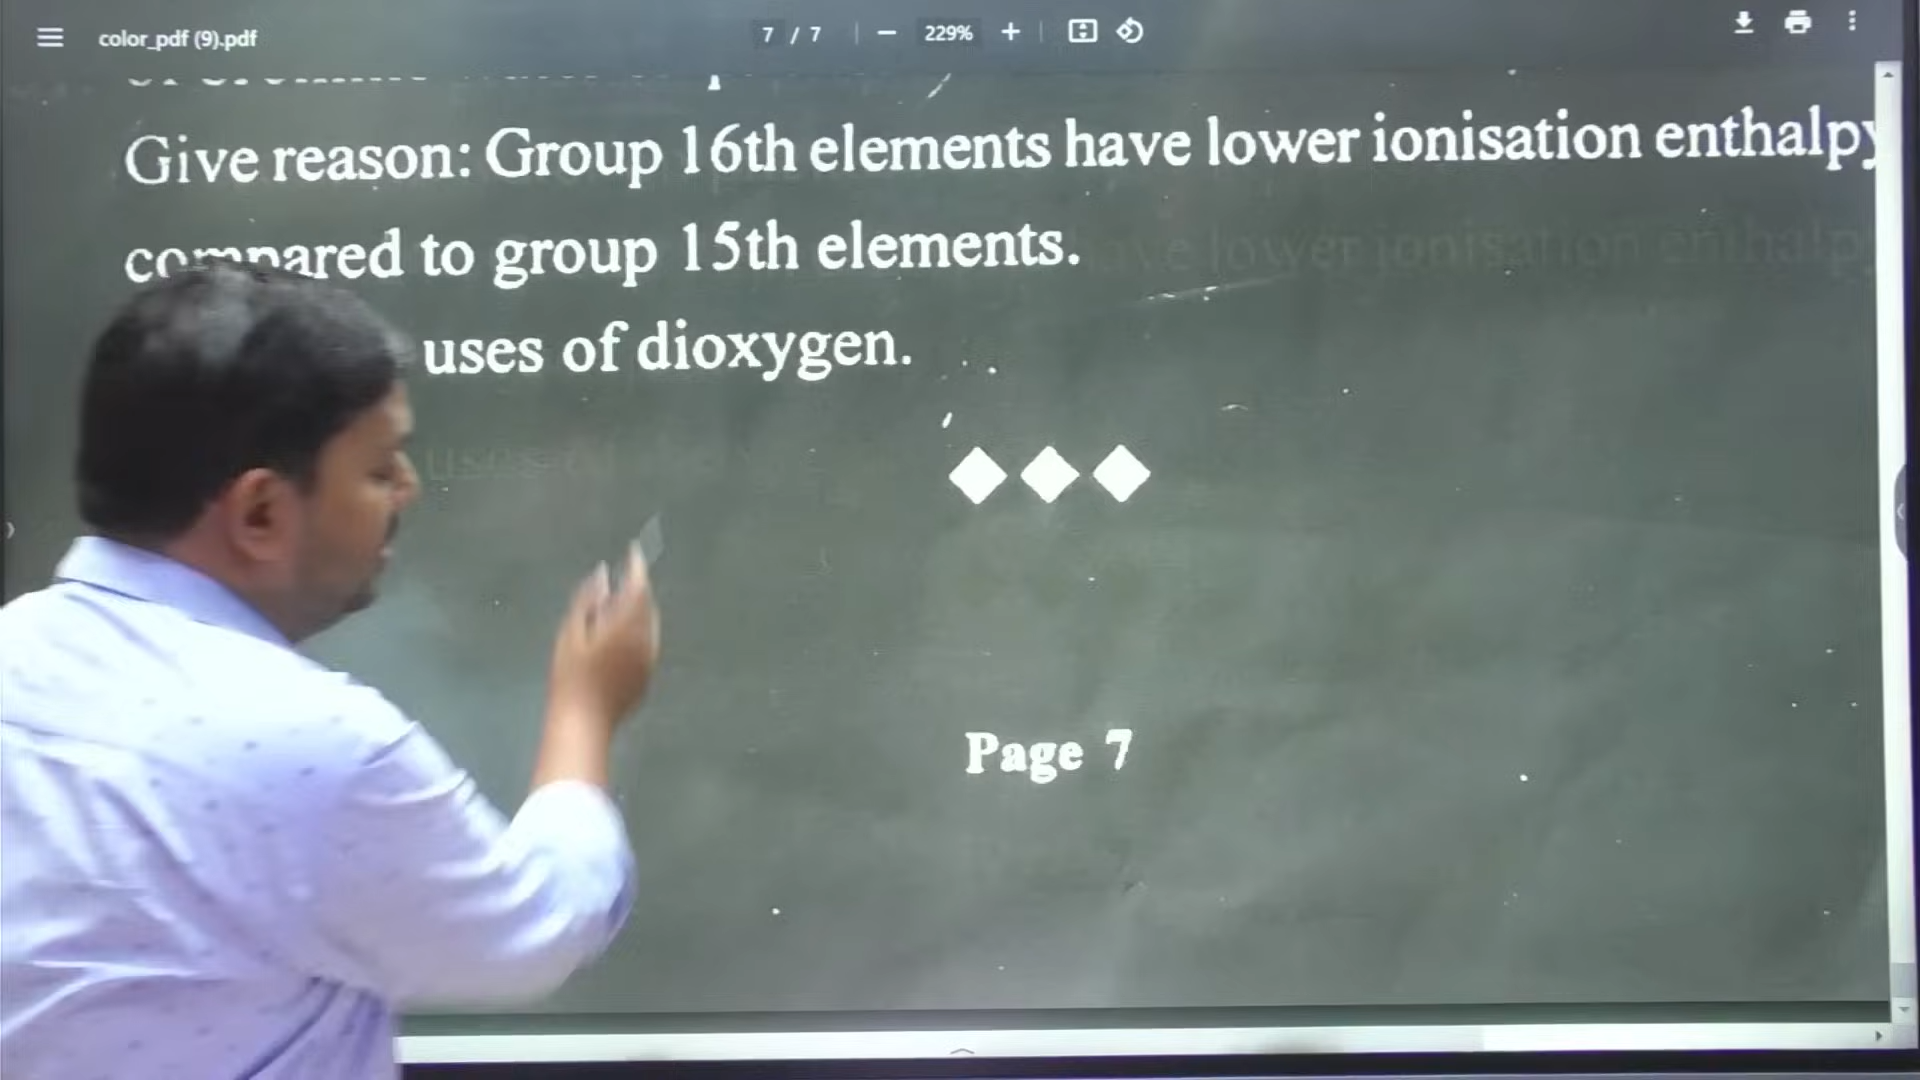 color_pdf (9).pdf
7 / 7
229%
Give reason: Group 16th elements have lower ionisation enthalpy
compared to group 15th elements.
uses of dioxygen.
Page 7